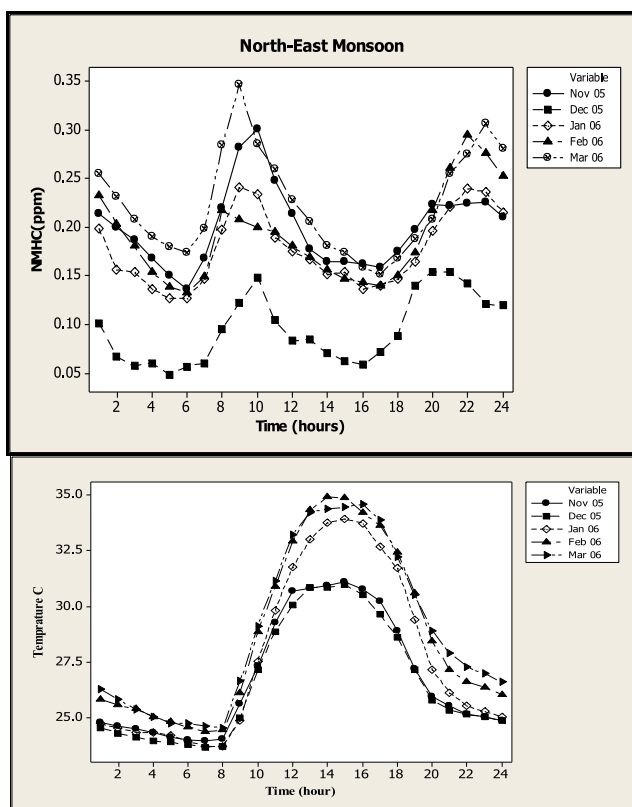 North-East Monsoon
NMHC(ppm)
0.35
0.30
0.25
0.20
0.15
0.10
0.05
2 4 6 8 10 12 14 16 18 20 22 24
Time (hours)
Variable
Nov 05
Dec 05
Jan 06
Feb 06
Mar 06
Temprature C
35.0
32.5
30.0
27.5
25.0
2 4 6 8 10 12 14 16 18 20 22 24
Time (hour)
Variable
Nov 05
Dec 05
Jan 06
Feb 06
Mar 06